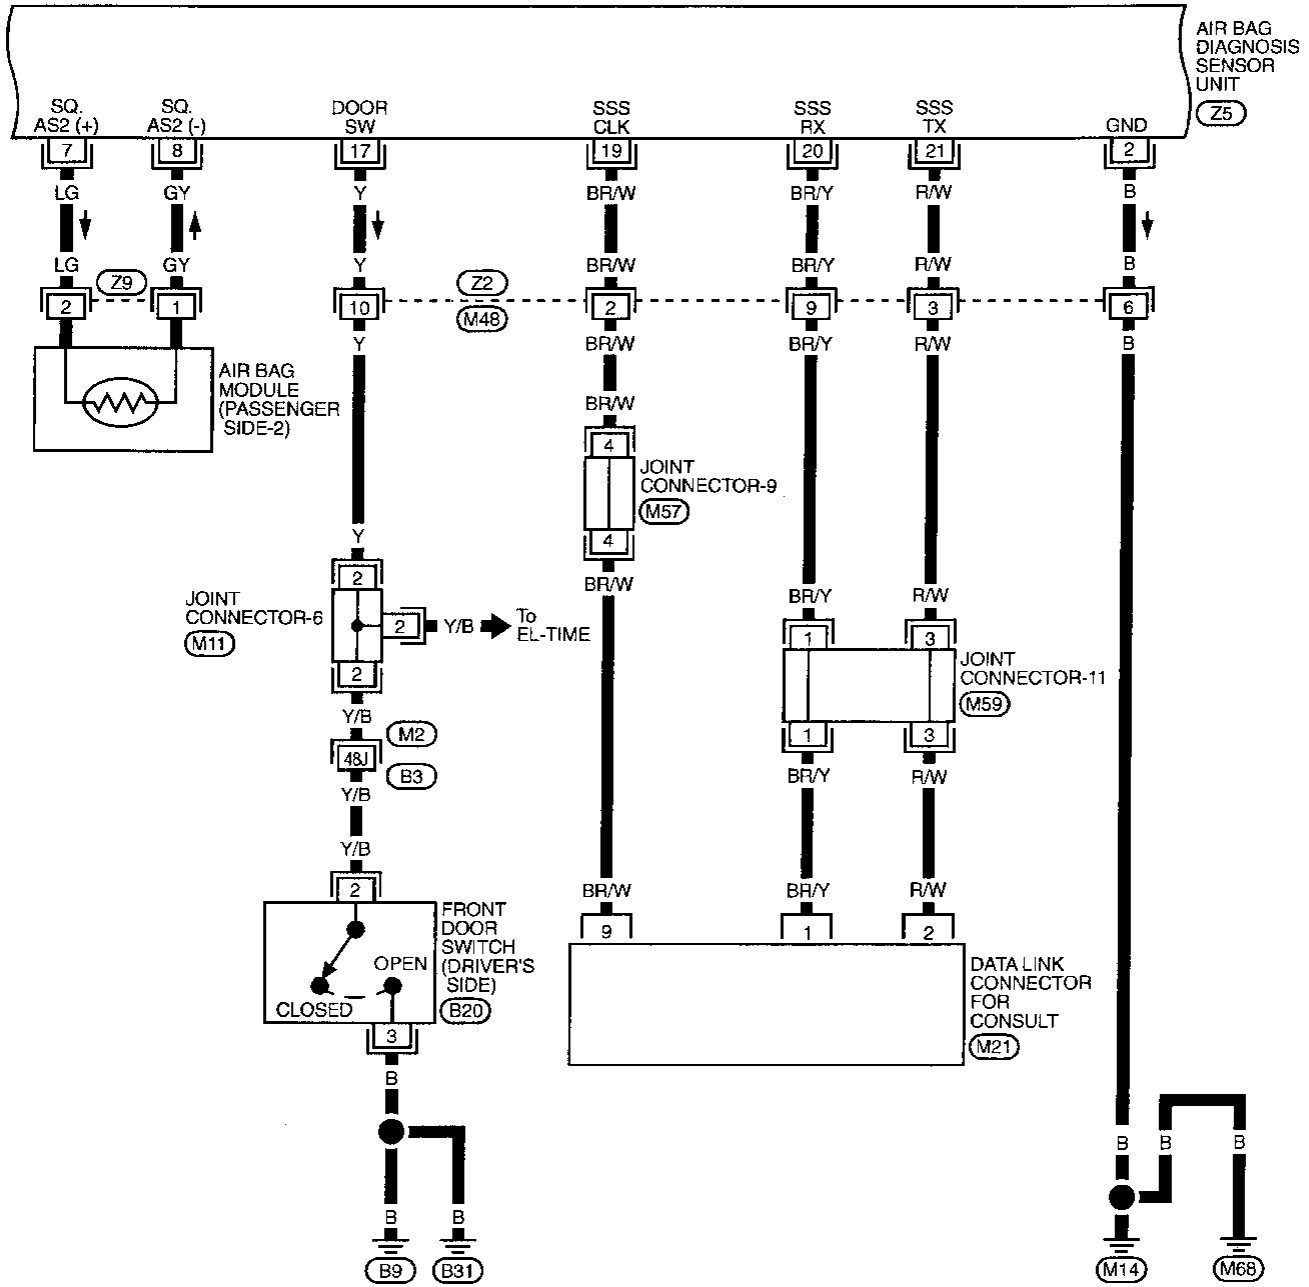 AIR BAG
DIAGNOSIS
SENSOR
UNIT
Z5
SQ. SQ. DOOR SSS SSS SSS
AS2 (+) AS2 (-) SW CLK RX TX GND
7 8 17 19 20 21 2
LG GY Y BR/W BR/Y R/W B
LG GY Y BR/W BR/Y R/W B
Z9 Z2
2 1 10 2 9 3 6
M48
Y BR/W BR/Y R/W B
AIR BAG
MODULE
(PASSENGER
SIDE-2)
BR/W
4
JOINT
CONNECTOR-9
M57
4
Y
BR/W
2
JOINT
CONNECTOR-6
M11
2 Y/B To
EL-TIME
BR/Y R/W
1 3
JOINT
CONNECTOR-11
M59
2
Y/B
M2
48J
B3
Y/B
1 3
BR/Y R/W
Y/B
2
BR/W BR/Y R/W
9 1 2
FRONT
DOOR
SWITCH
(DRIVER'S
SIDE)
B20
OPEN
CLOSED
DATA LINK
CONNECTOR
FOR
CONSULT
M21
3
B
B B B
B B
B9 B31 M14 M68